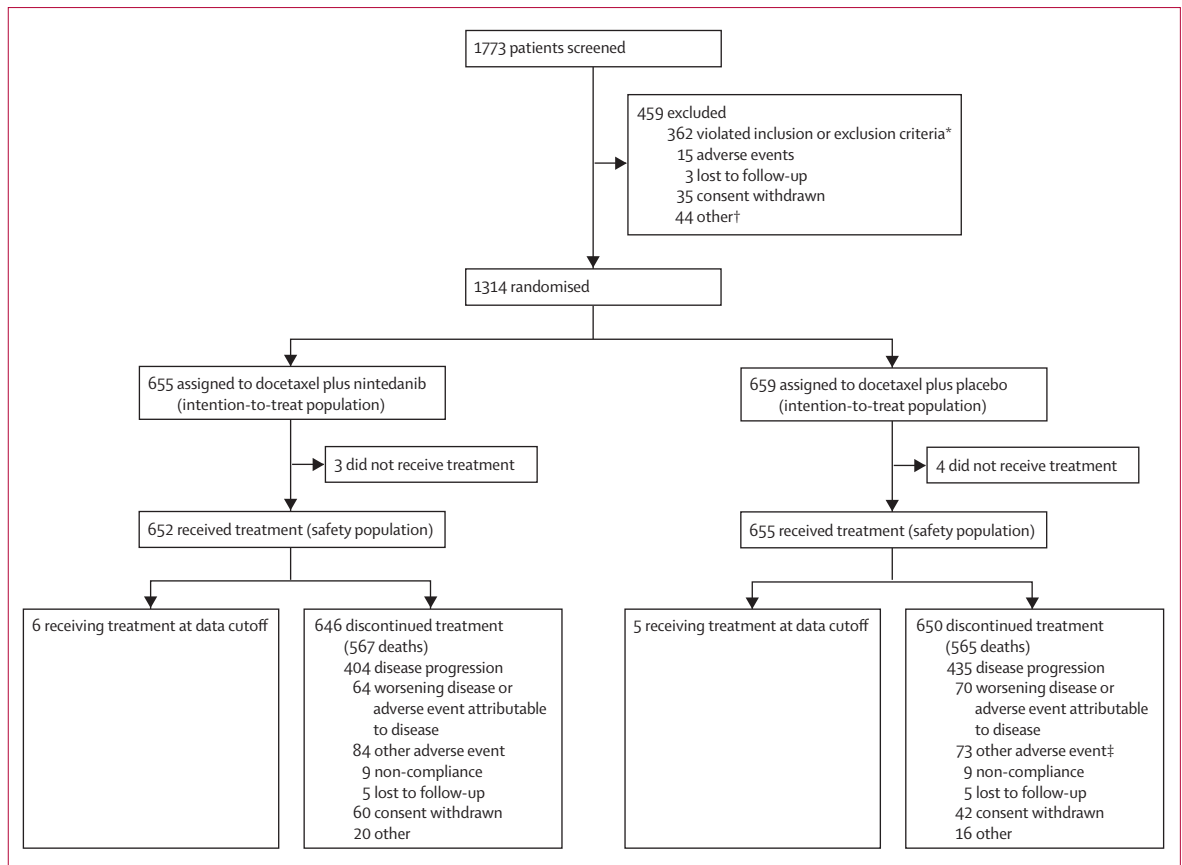 1773 patients screened
459 excluded
362 violated inclusion or exclusion criteria*
15 adverse events
3 lost to follow-up
35 consent withdrawn
44 other†
1314 randomised
655 assigned to docetaxel plus nintedanib
(intention-to-treat population)
659 assigned to docetaxel plus placebo
(intention-to-treat population)
3 did not receive treatment
4 did not receive treatment
652 received treatment (safety population)
655 received treatment (safety population)
6 receiving treatment at data cutoff
646 discontinued treatment
(567 deaths)
404 disease progression
64 worsening disease or
adverse event attributable
to disease
84 other adverse event
9 non-compliance
5 lost to follow-up
60 consent withdrawn
20 other
5 receiving treatment at data cutoff
650 discontinued treatment
(565 deaths)
435 disease progression
70 worsening disease or
adverse event attributable
to disease
73 other adverse event‡
9 non-compliance
5 lost to follow-up
42 consent withdrawn
16 other